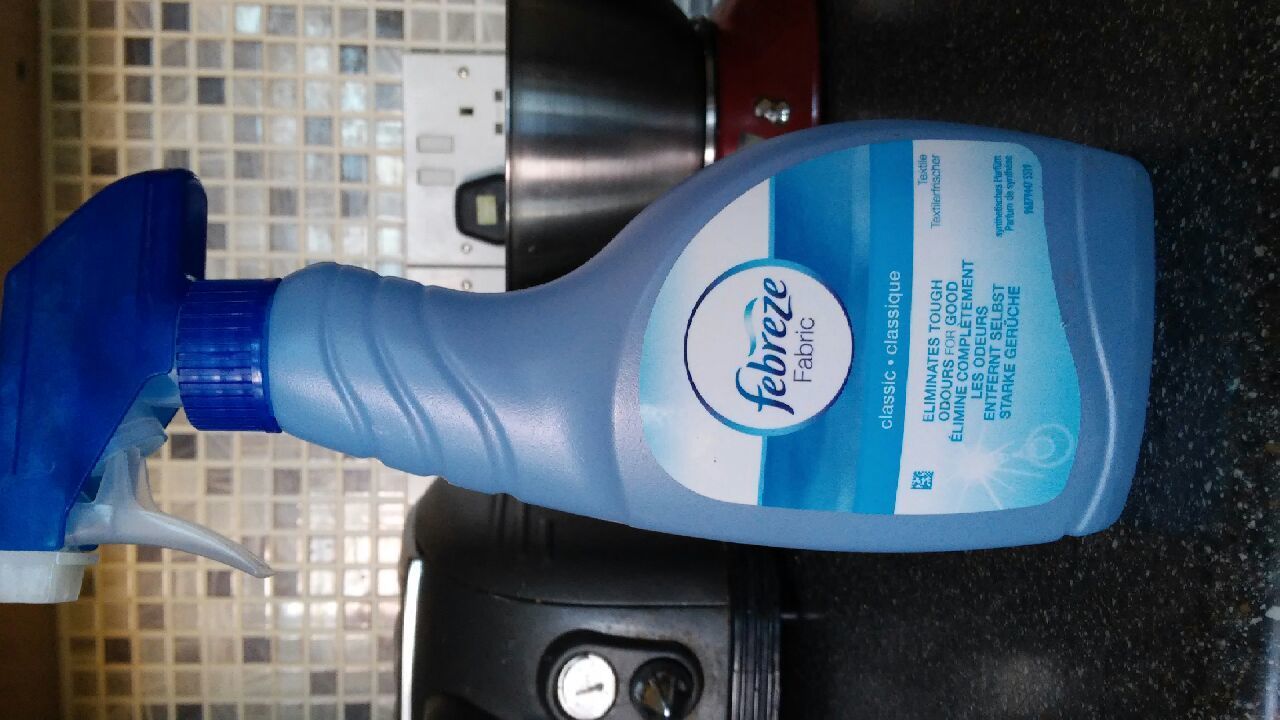 febreze
Fabric
classic • classique
ELIMINATES TOUGH
ODOURS FOR GOOD
ÉLIMINE COMPLÈTEMENT
LES ODEURS
ENTFERNT SELBST
STARKE GERÜCHE
Textile
Textilerfrischer
synthetisches Parfum
Parfum de synthèse